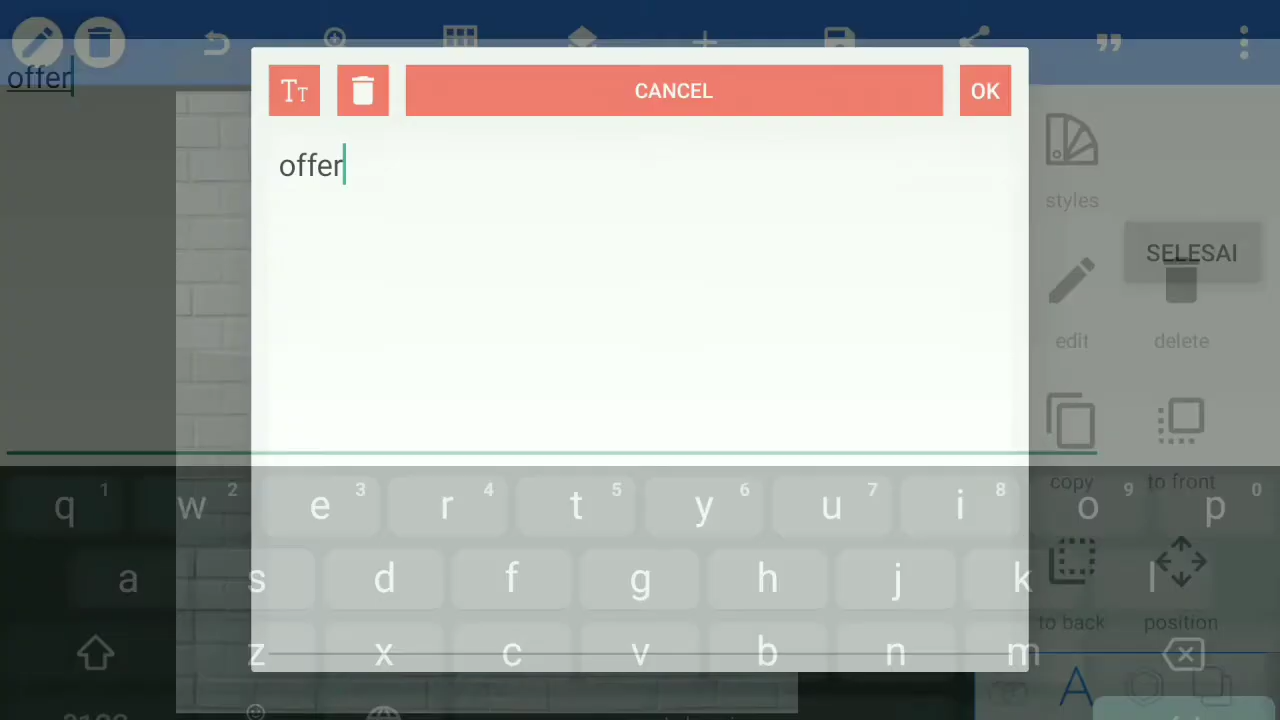 offer
Tт CANCEL OK
offer
styles
SELESAI
edit delete
copy to front
q 1 w 2 e 3 r 4 t 5 y 6 u 7 i 8 o 9 p 0
a s d f g h j k l
to back position
z x c v b n m
A